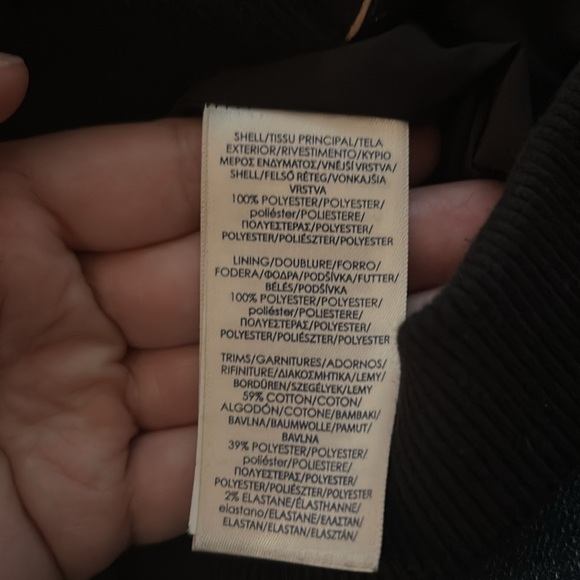 SHELL/TISSU PRINCIPAL/TELA
EXTERIOR/RIVESTIMENTO/ΚΥΡΙΟ
ΜΕΡΟΣ ΕΝΔΥΜΑΤΟΣ/VNĚJŠÍ VRSTVA/
SHELL/FELSŐ RÉTEG/VONKAJŠIA
VRSTVA
100% POLYESTER/POLYESTER/
poliéster/POLIESTERE/
ΠΟΛΥΕΣΤΕΡΑΣ/POLYESTER/
POLYESTER/POLIÉSZTER/POLYESTER
LINING/DOUBLURE/FORRO/
FODERA/ΦΟΔΡΑ/PODŠÍVKA/FUTTER/
BÉLÉS/PODŠÍVKA
100% POLYESTER/POLYESTER/
poliéster/POLIESTERE/
ΠΟΛΥΕΣΤΕΡΑΣ/POLYESTER/
POLYESTER/POLIÉSZTER/POLYESTER
TRIMS/GARNITURES/ADORNOS/
RIFINITURE/ΔΙΑΚΟΣΜΗΤΙΚΑ/LEMY/
BORDÜREN/SZEGÉLYEK/LEMY
59% COTTON/COTON/
ALGODÓN/COTONE/ΒΑΜΒΑΚΙ/
BAVLNA/BAUMWOLLE/PAMUT/
BAVLNA
39% POLYESTER/POLYESTER/
poliéster/POLIESTERE/
ΠΟΛΥΕΣΤΕΡΑΣ/POLYESTER/
POLYESTER/POLIÉSZTER/POLYESTER
2% ELASTANE/ÉLASTHANNE/
elastano/ELASTANE/ΕΛΑΣΤΑΝ/
ELASTAN/ELASTAN/ELASZTÁN/